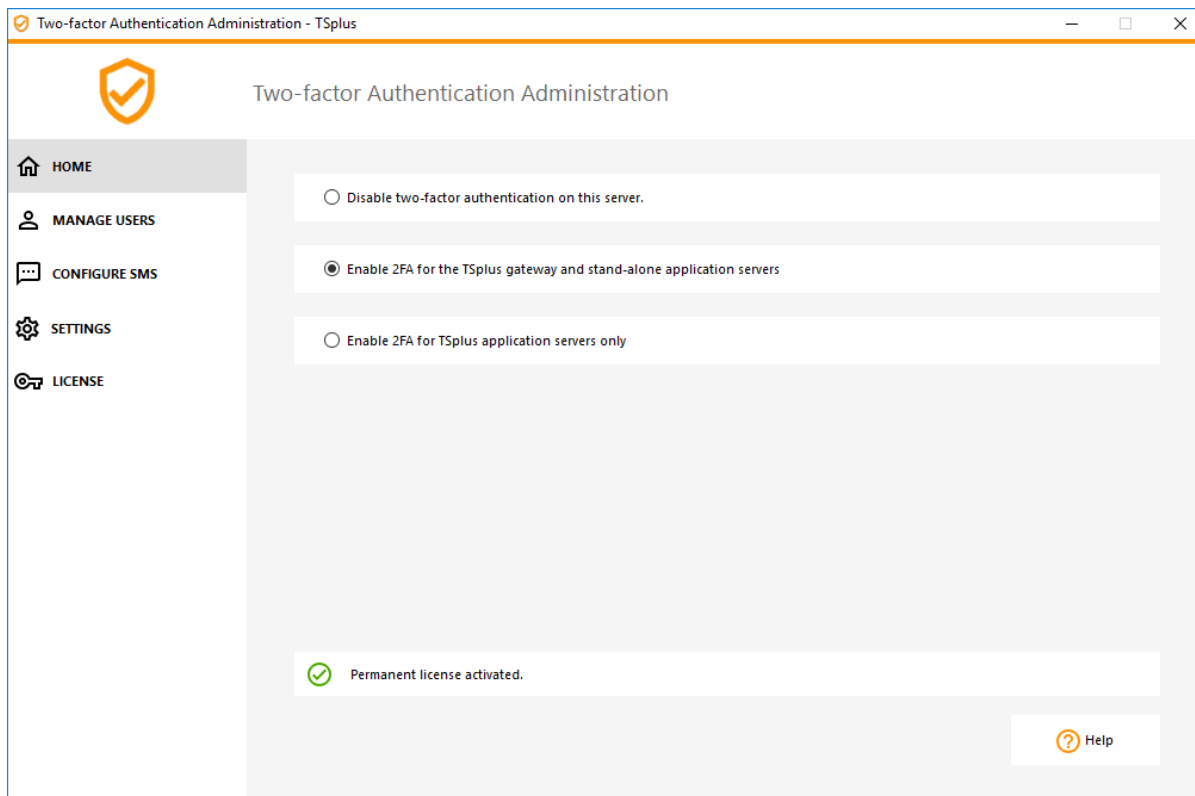 Two-factor Authentication Administration - TSplus
Two-factor Authentication Administration
HOME
MANAGE USERS
CONFIGURE SMS
SETTINGS
LICENSE
Disable two-factor authentication on this server.
Enable 2FA for the TSplus gateway and stand-alone application servers
Enable 2FA for TSplus application servers only
Permanent license activated.
Help